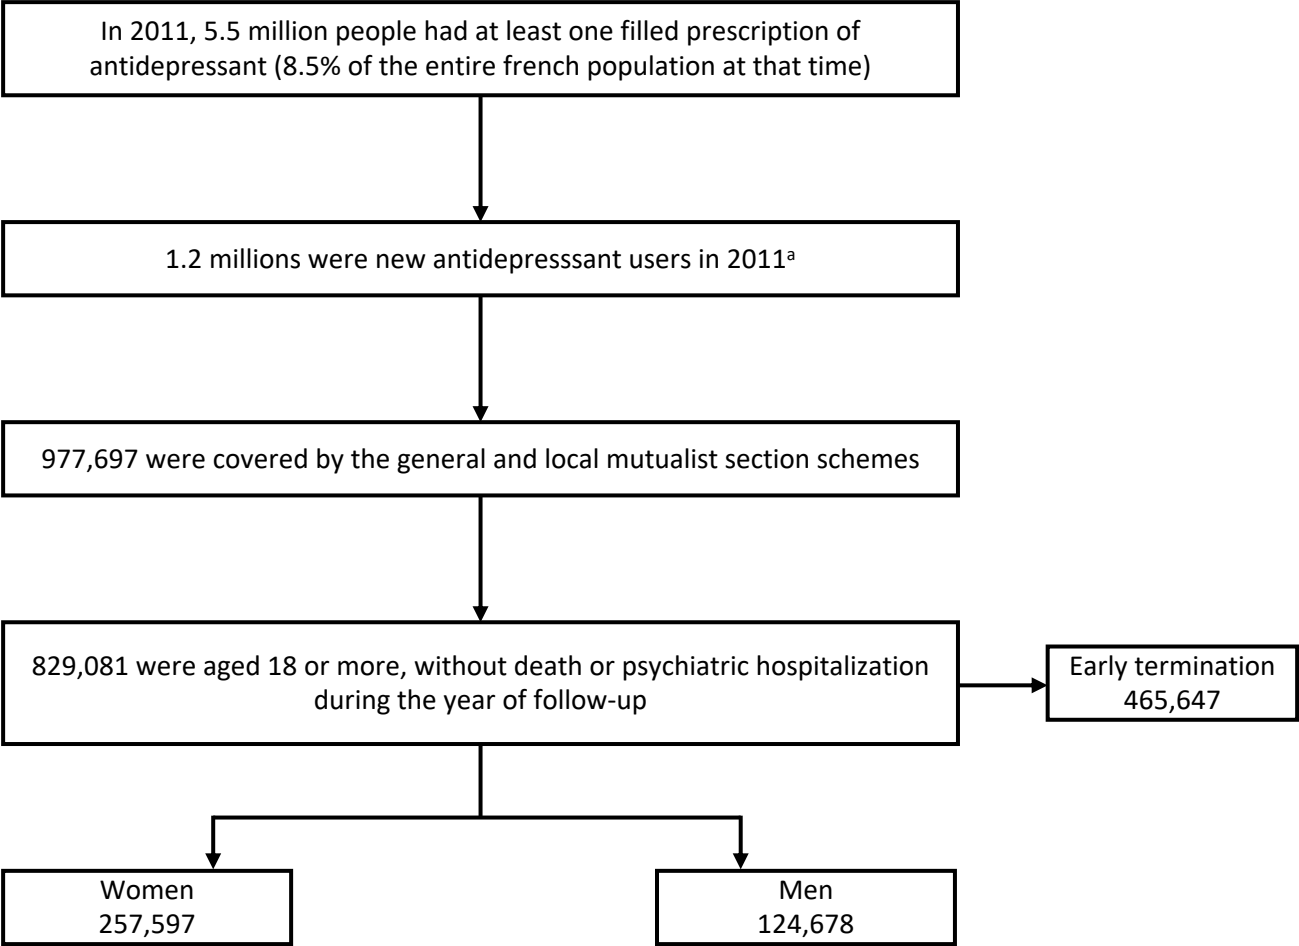 In 2011, 5.5 million people had at least one filled prescription of
antidepressant (8.5% of the entire french population at that time)
1.2 millions were new antidepresssant users in 2011ᵃ
977,697 were covered by the general and local mutualist section schemes
829,081 were aged 18 or more, without death or psychiatric hospitalization
during the year of follow-up
Early termination
465,647
Women
257,597
Men
124,678